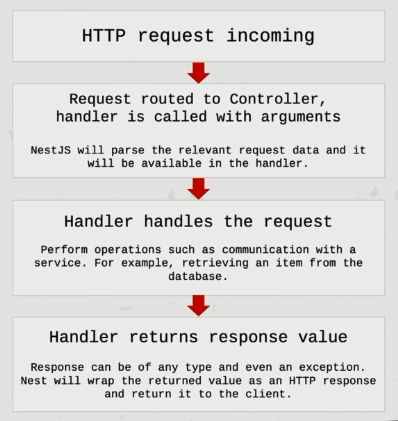 HTTP request incoming
Request routed to Controller,
handler is called with arguments
NestJS will parse the relevant request data and it
will be available in the handler.
Handler handles the request
Perform operations such as communication with a
service. For example, retrieving an item from the
database.
Handler returns response value
Response can be of any type and even an exception.
Nest will wrap the returned value as an HTTP response
and return it to the client.